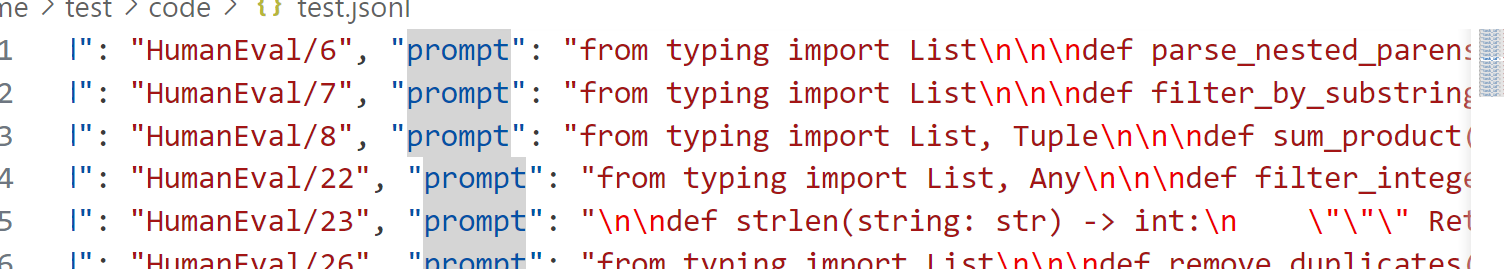 me > test > code > {} test.jsonl
1 l": "HumanEval/6", "prompt": "from typing import List\n\n\ndef parse_nested_parens
2 l": "HumanEval/7", "prompt": "from typing import List\n\n\ndef filter_by_substring
3 l": "HumanEval/8", "prompt": "from typing import List, Tuple\n\n\ndef sum_product(
4 l": "HumanEval/22", "prompt": "from typing import List, Any\n\n\ndef filter_intege
5 l": "HumanEval/23", "prompt": "\n\ndef strlen(string: str) -> int:\n    \"\"\" Ret
6 l": "HumanEval/26", "prompt": "from typing import List\n\n\ndef remove_duplicates(